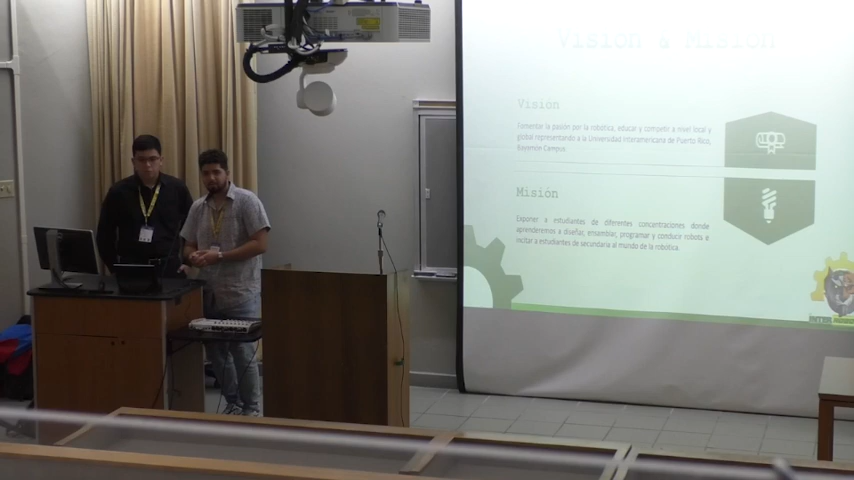 Visión & Misión
Visión
Fomentar la pasión por la robótica, educar y competir a nivel local y
global representando a la Universidad Interamericana de Puerto Rico,
Bayamón Campus.
Misión
Exponer a estudiantes de diferentes concentraciones donde
aprenderemos a diseñar, ensamblar, programar y conducir robots e
incitar a estudiantes de secundaria al mundo de la robótica.